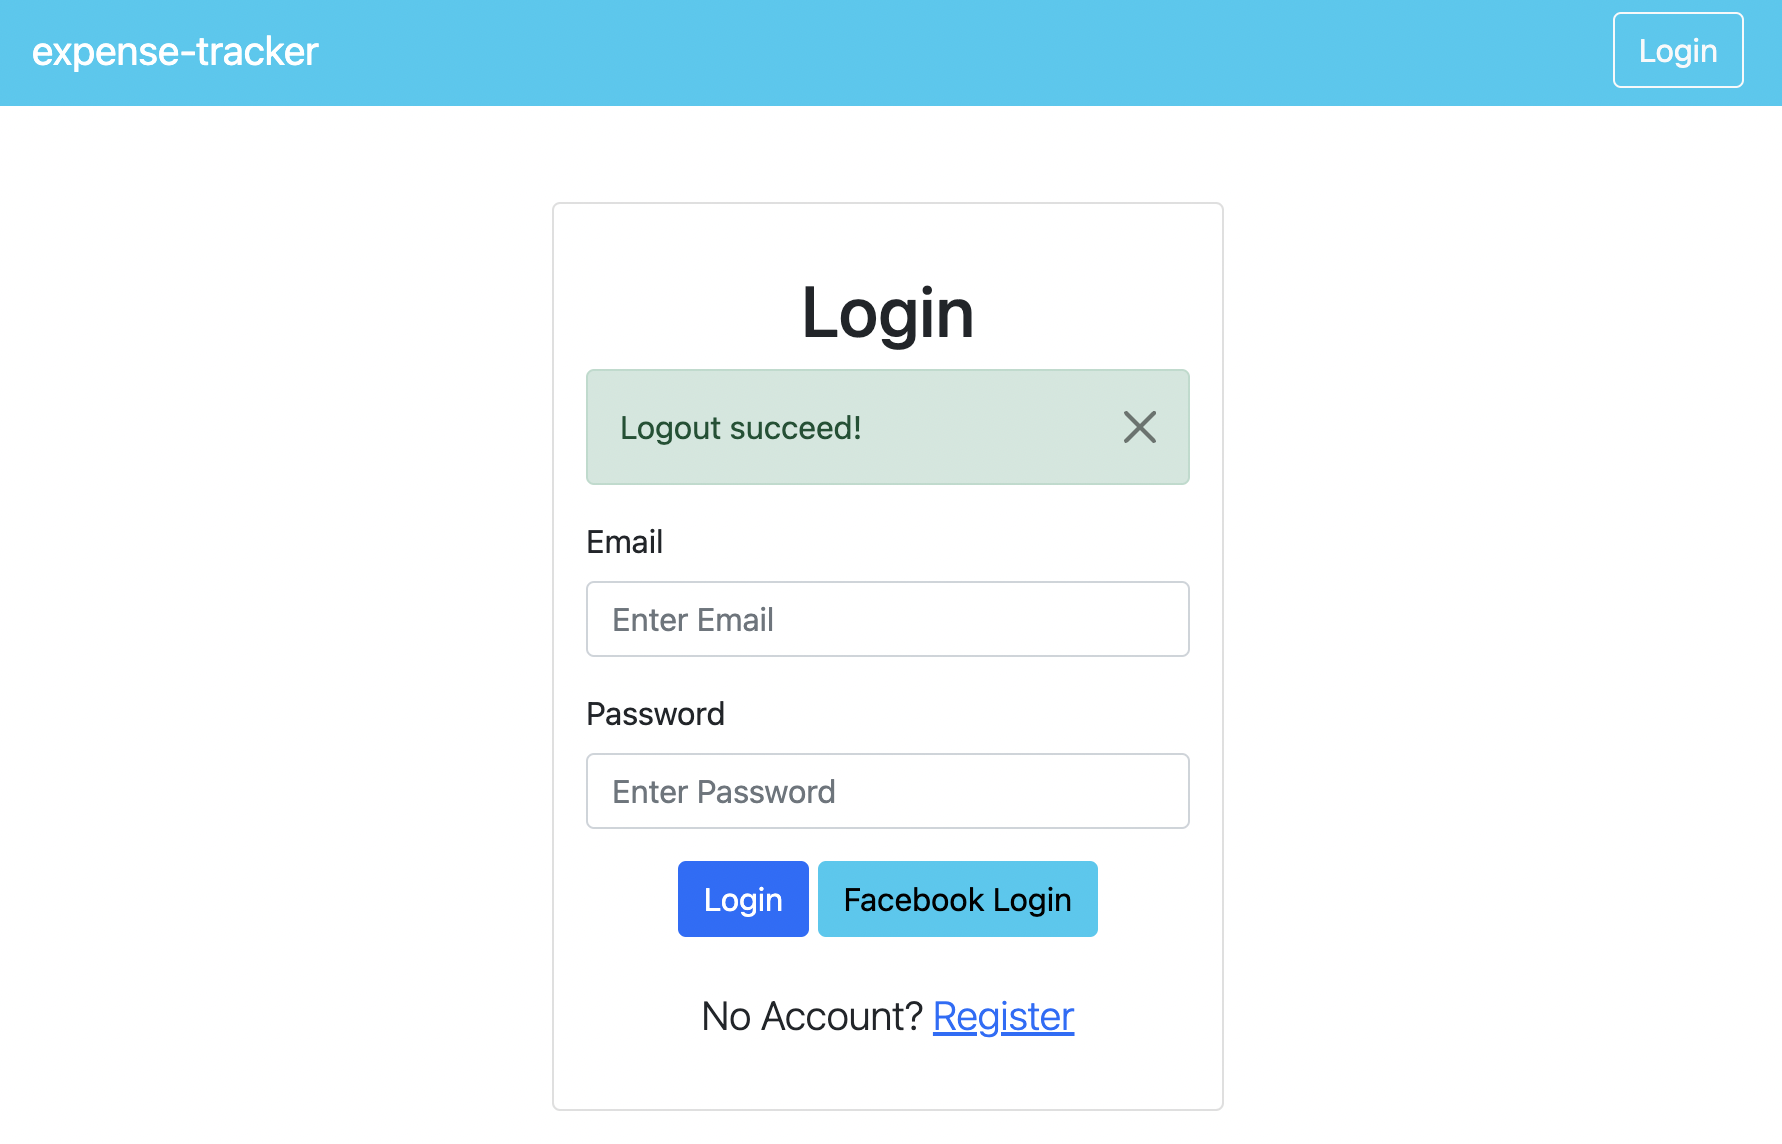 expense-tracker
Login
Login
Logout succeed!
Email
Enter Email
Password
Enter Password
Login Facebook Login
No Account? Register